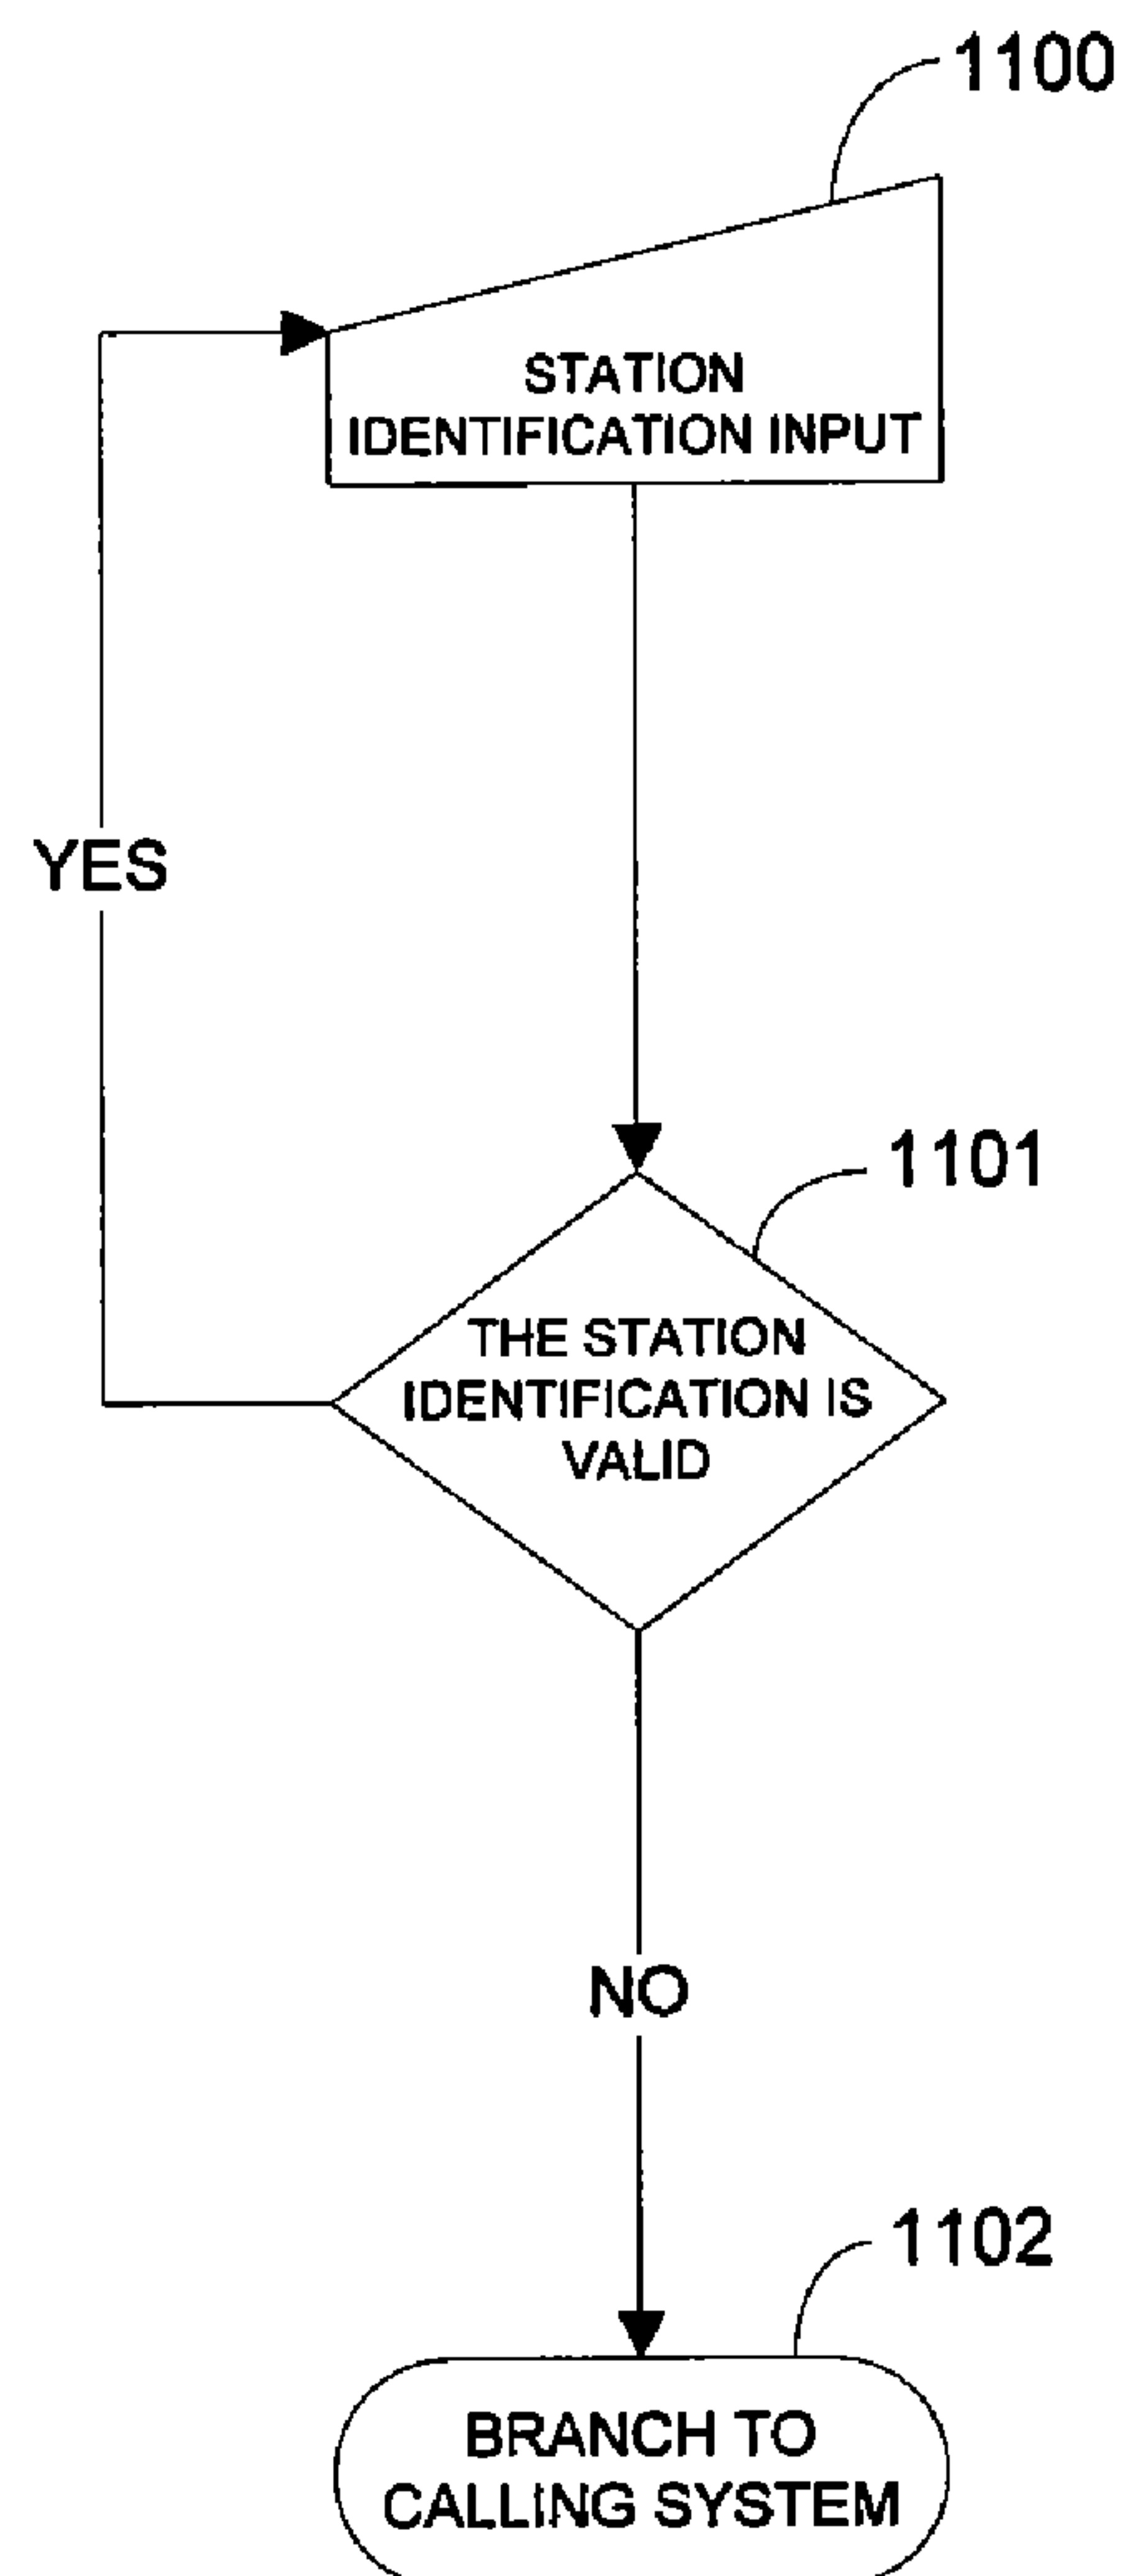 1100
STATION
IDENTIFICATION INPUT
YES
1101
THE STATION
IDENTIFICATION IS
VALID
NO
1102
BRANCH TO
CALLING SYSTEM